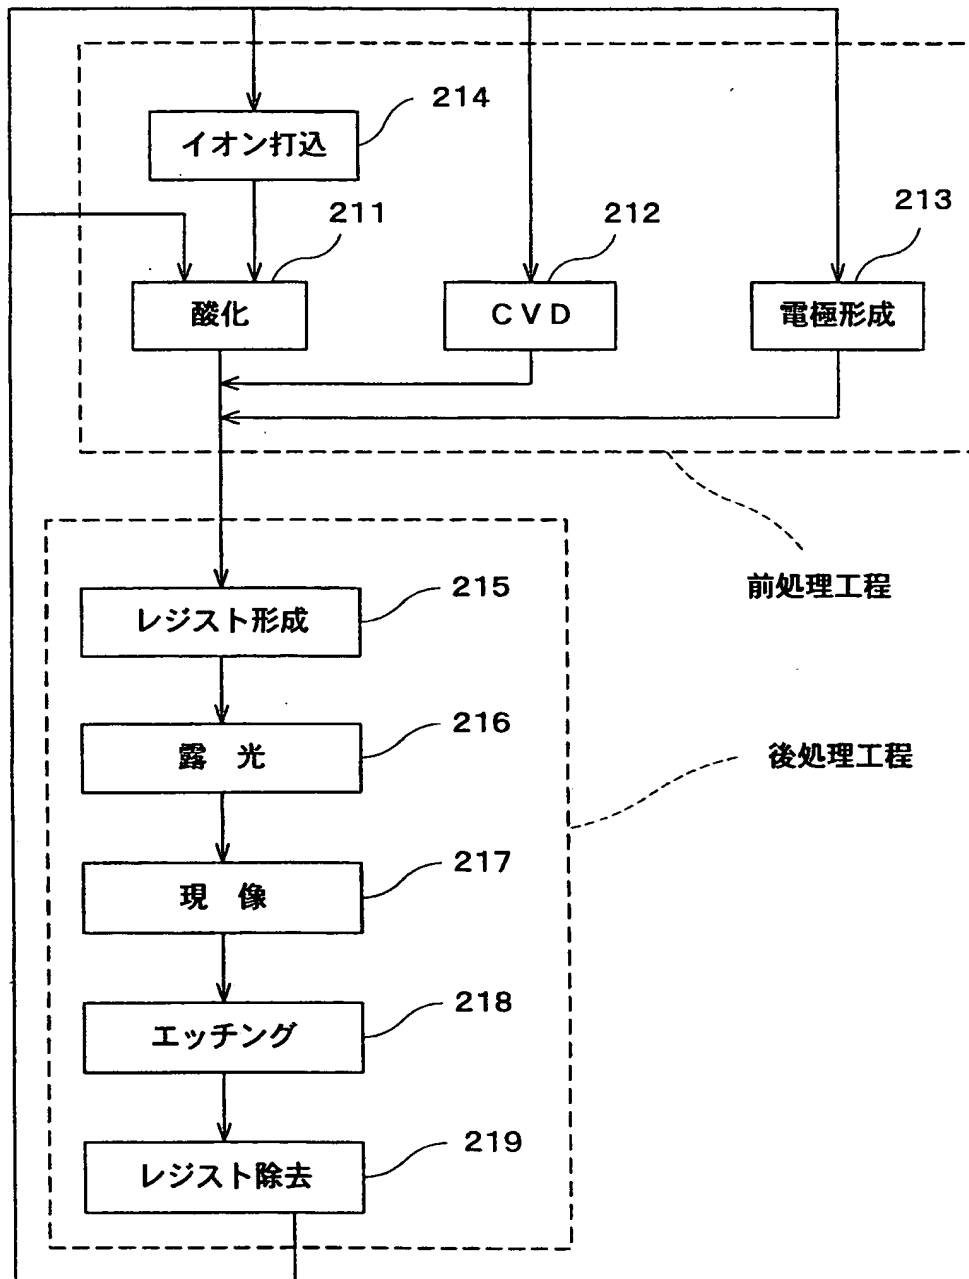 214
イオン打込
211
212
213
酸化
CVD
電極形成
前処理工程
215
レジスト形成
216
露 光
後処理工程
217
現 像
218
エッチング
219
レジスト除去